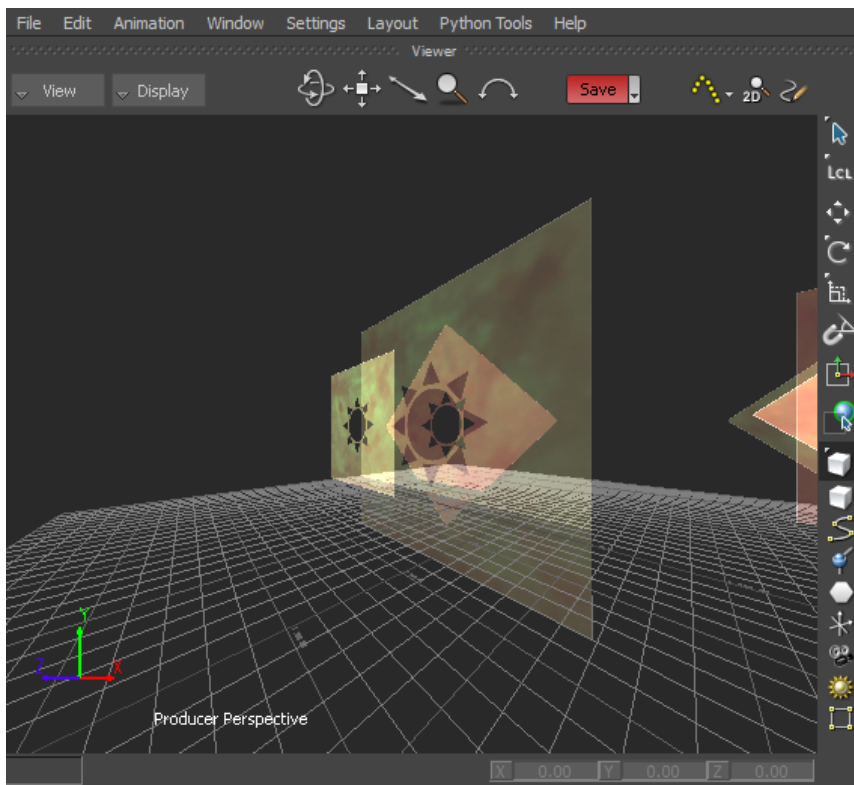 File Edit Animation Window Settings Layout Python Tools Help
Viewer
View Display Save 2D
LCL
Y
Z X
Producer Perspective
X 0.00 Y 0.00 Z 0.00